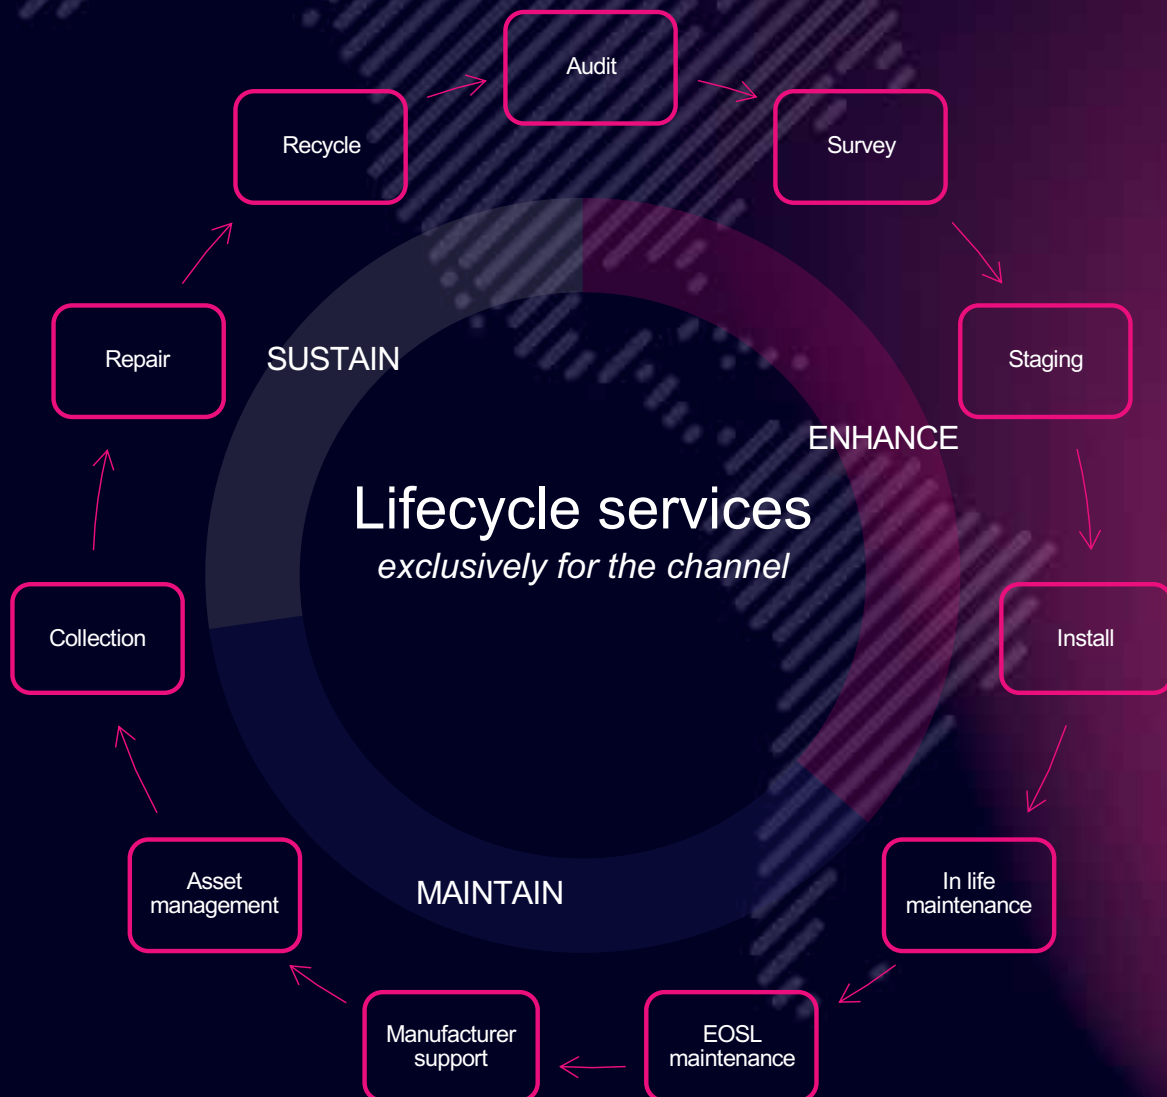 Audit
Survey
Staging
Install
In life
maintenance
EOSL
maintenance
Manufacturer
support
Asset
management
Collection
Repair
Recycle
SUSTAIN
ENHANCE
MAINTAIN
Lifecycle services
exclusively for the channel